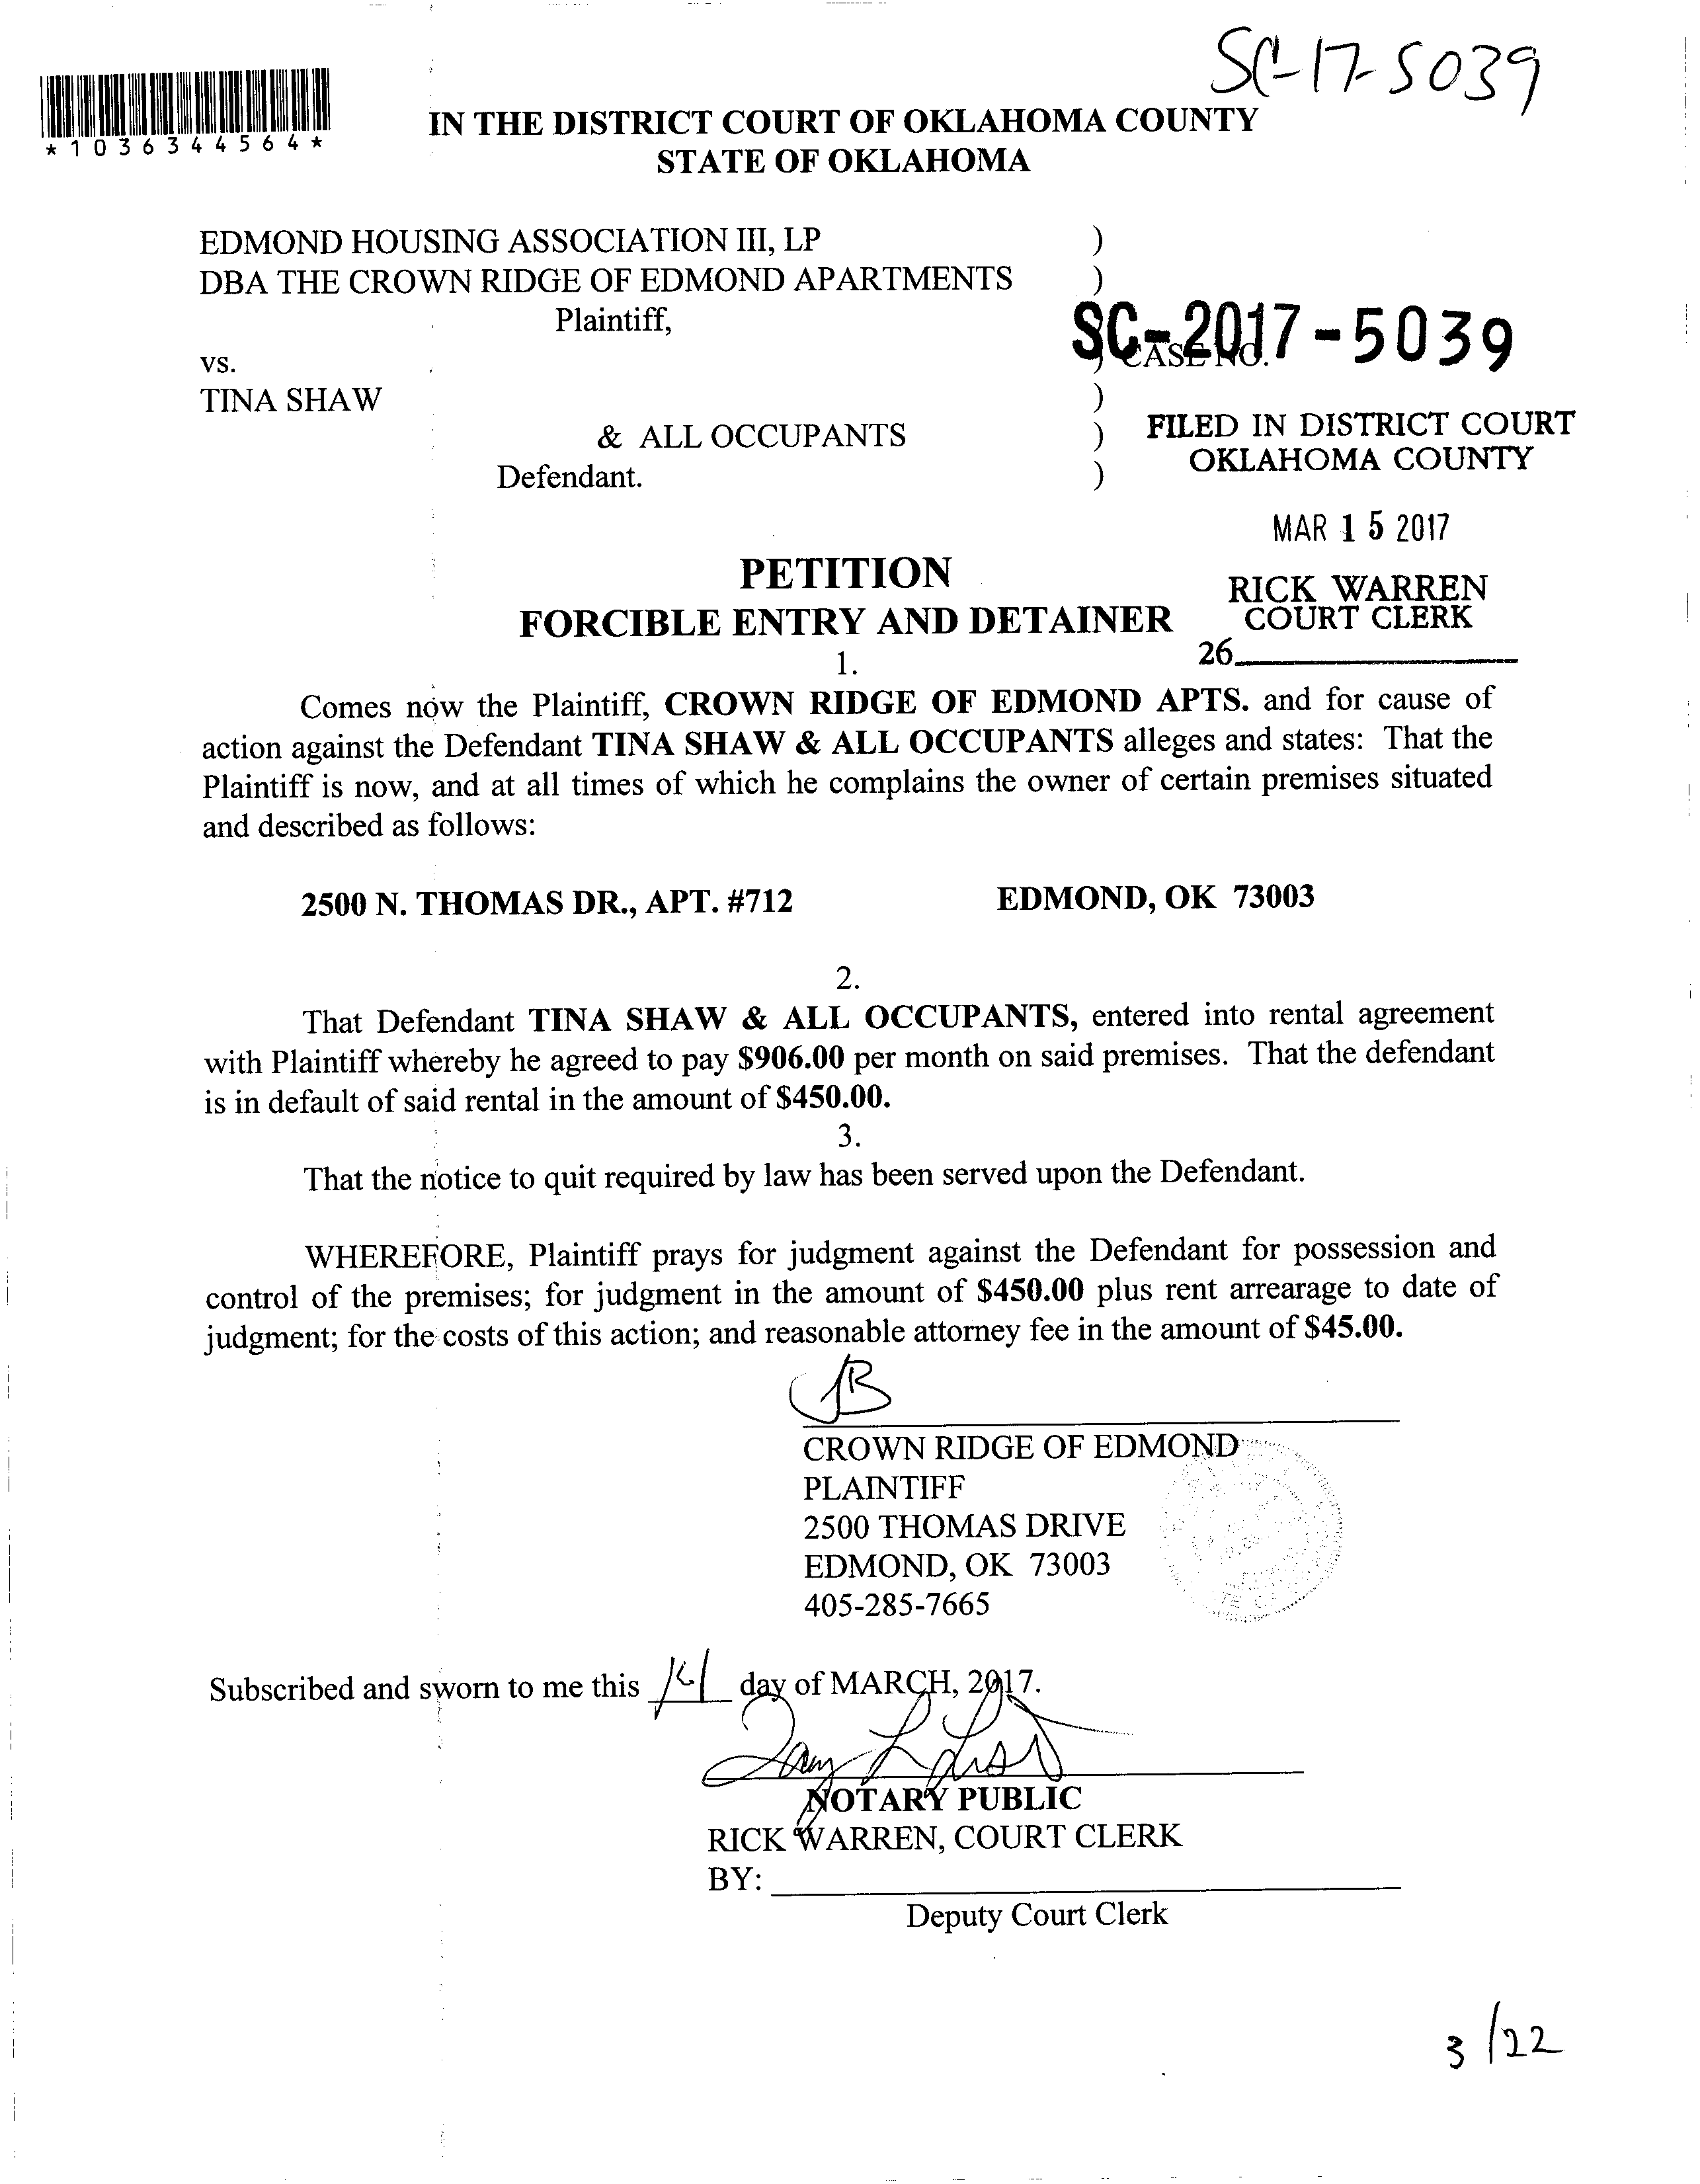 SC-17-5039
*1036344564*
IN THE DISTRICT COURT OF OKLAHOMA COUNTY
STATE OF OKLAHOMA
EDMOND HOUSING ASSOCIATION III, LP )
DBA THE CROWN RIDGE OF EDMOND APARTMENTS )
Plaintiff,
SC-2017-5039
) CASE NO.
vs.
TINA SHAW )
& ALL OCCUPANTS )
Defendant. )
FILED IN DISTRICT COURT
OKLAHOMA COUNTY
MAR 15 2017
RICK WARREN
COURT CLERK
26
PETITION
FORCIBLE ENTRY AND DETAINER
1.
Comes now the Plaintiff, CROWN RIDGE OF EDMOND APTS. and for cause of
action against the Defendant TINA SHAW & ALL OCCUPANTS alleges and states: That the
Plaintiff is now, and at all times of which he complains the owner of certain premises situated
and described as follows:
2500 N. THOMAS DR., APT. #712 EDMOND, OK 73003
2.
That Defendant TINA SHAW & ALL OCCUPANTS, entered into rental agreement
with Plaintiff whereby he agreed to pay $906.00 per month on said premises. That the defendant
is in default of said rental in the amount of $450.00.
3.
That the notice to quit required by law has been served upon the Defendant.
WHEREFORE, Plaintiff prays for judgment against the Defendant for possession and
control of the premises; for judgment in the amount of $450.00 plus rent arrearage to date of
judgment; for the costs of this action; and reasonable attorney fee in the amount of $45.00.
JB
CROWN RIDGE OF EDMOND
PLAINTIFF
2500 THOMAS DRIVE
EDMOND, OK 73003
405-285-7665
Subscribed and sworn to me this 14 day of MARCH, 2017.
NOTARY PUBLIC
RICK WARREN, COURT CLERK
BY:
Deputy Court Clerk
3/22